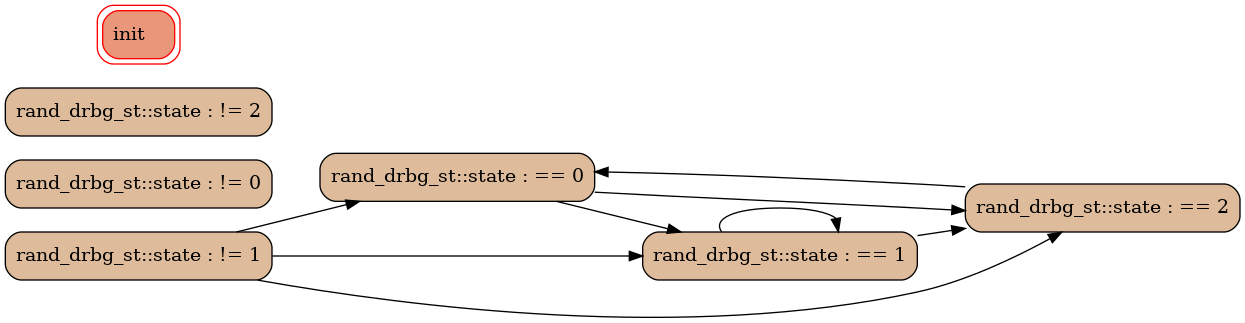 init
rand_drbg_st::state : != 2
rand_drbg_st::state : != 0
rand_drbg_st::state : == 0
rand_drbg_st::state : == 2
rand_drbg_st::state : != 1
rand_drbg_st::state : == 1